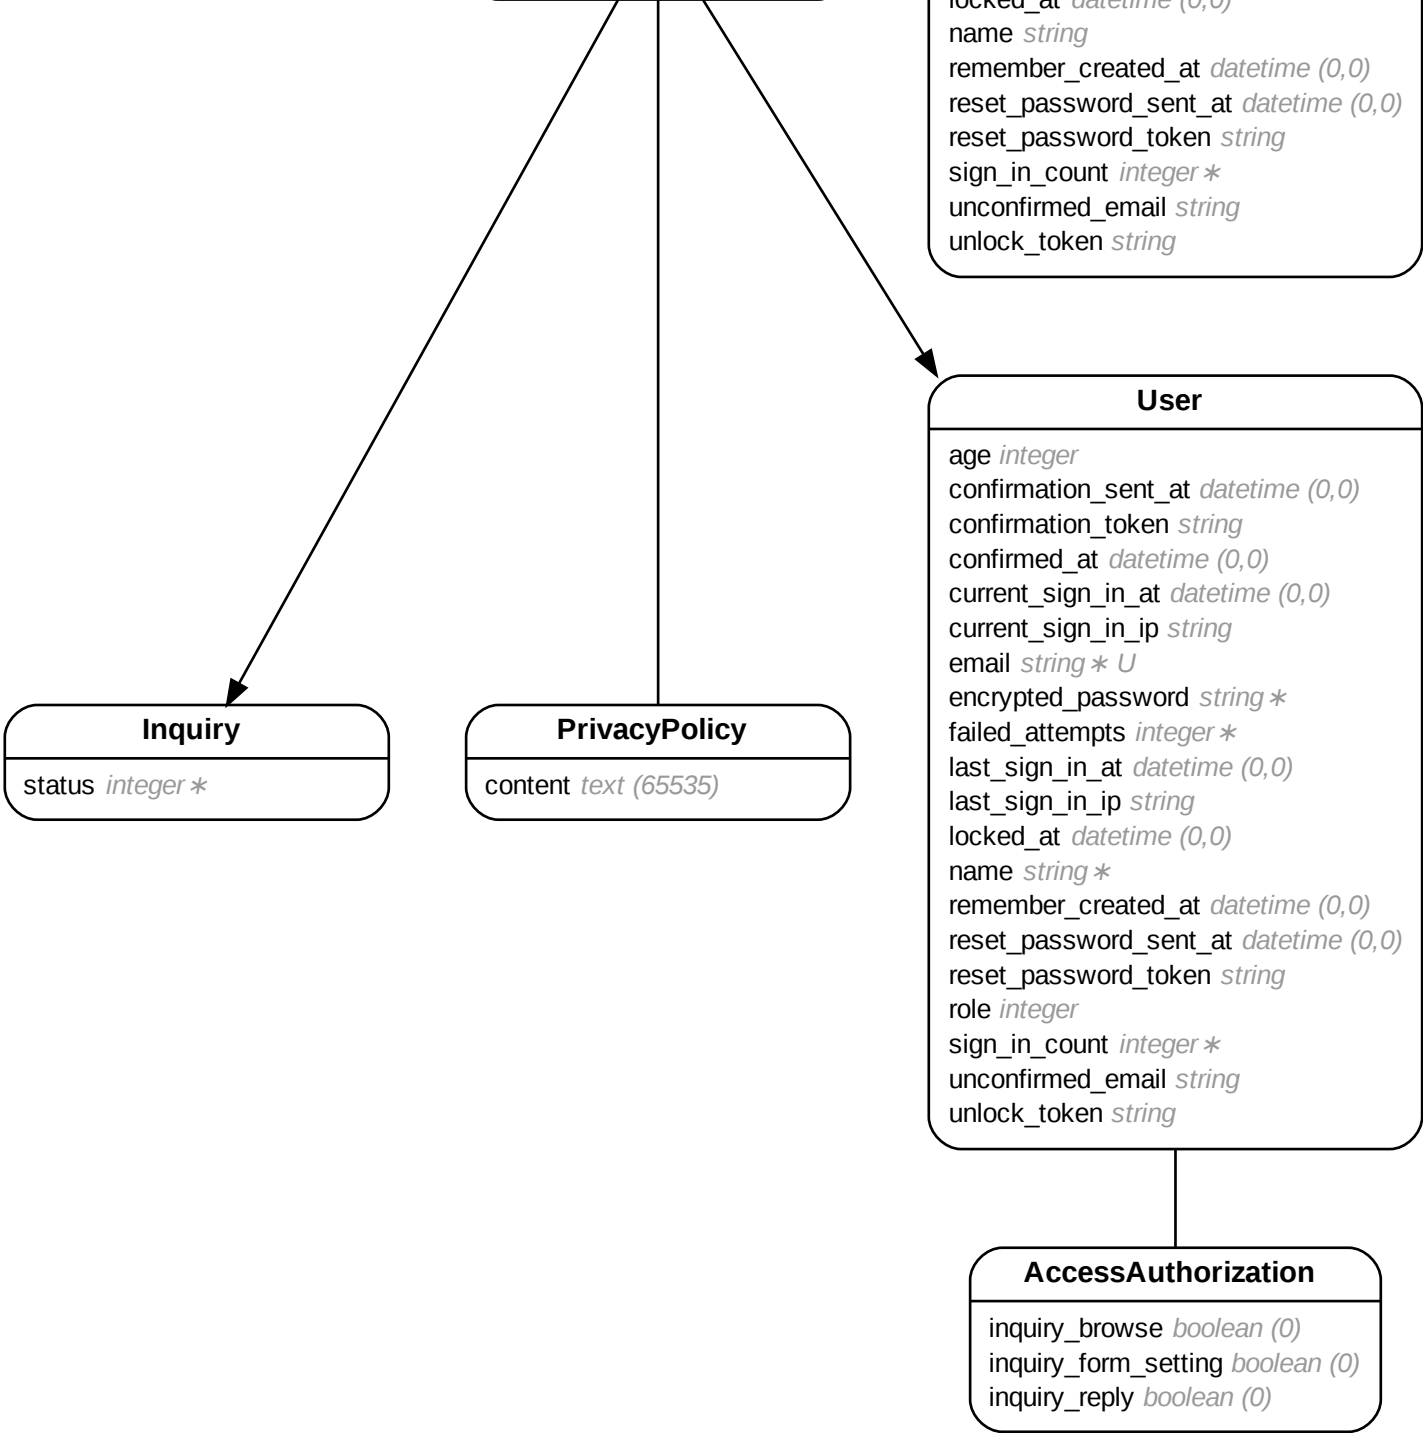 locked_at datetime (0,0)
name string
remember_created_at datetime (0,0)
reset_password_sent_at datetime (0,0)
reset_password_token string
sign_in_count integer ∗
unconfirmed_email string
unlock_token string
User
age integer
confirmation_sent_at datetime (0,0)
confirmation_token string
confirmed_at datetime (0,0)
current_sign_in_at datetime (0,0)
current_sign_in_ip string
email string ∗ U
encrypted_password string ∗
failed_attempts integer ∗
last_sign_in_at datetime (0,0)
last_sign_in_ip string
locked_at datetime (0,0)
name string ∗
remember_created_at datetime (0,0)
reset_password_sent_at datetime (0,0)
reset_password_token string
role integer
sign_in_count integer ∗
unconfirmed_email string
unlock_token string
Inquiry
status integer ∗
PrivacyPolicy
content text (65535)
AccessAuthorization
inquiry_browse boolean (0)
inquiry_form_setting boolean (0)
inquiry_reply boolean (0)